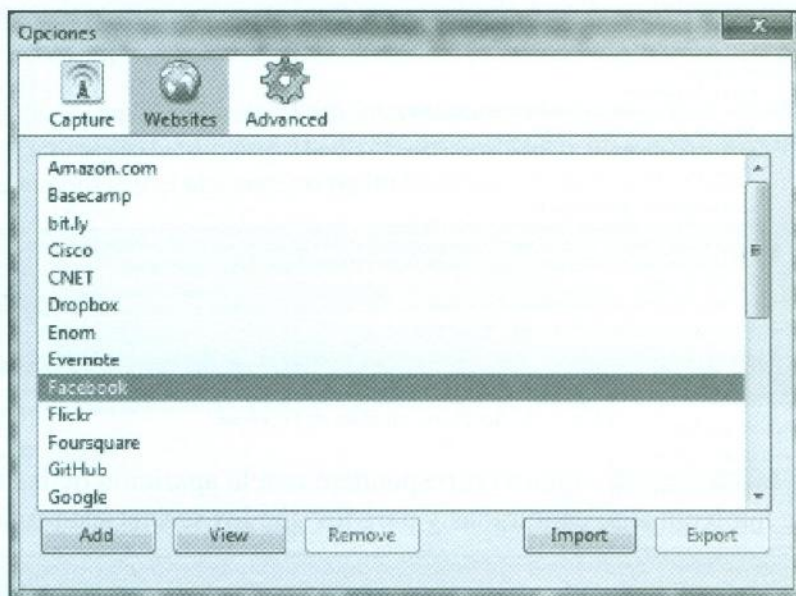 Opciones
x
Capture Websites Advanced
Amazon.com
Basecamp
bit.ly
Cisco
CNET
Dropbox
Enom
Evernote
Facebook
Flickr
Foursquare
GitHub
Google
Add View Remove Import Export